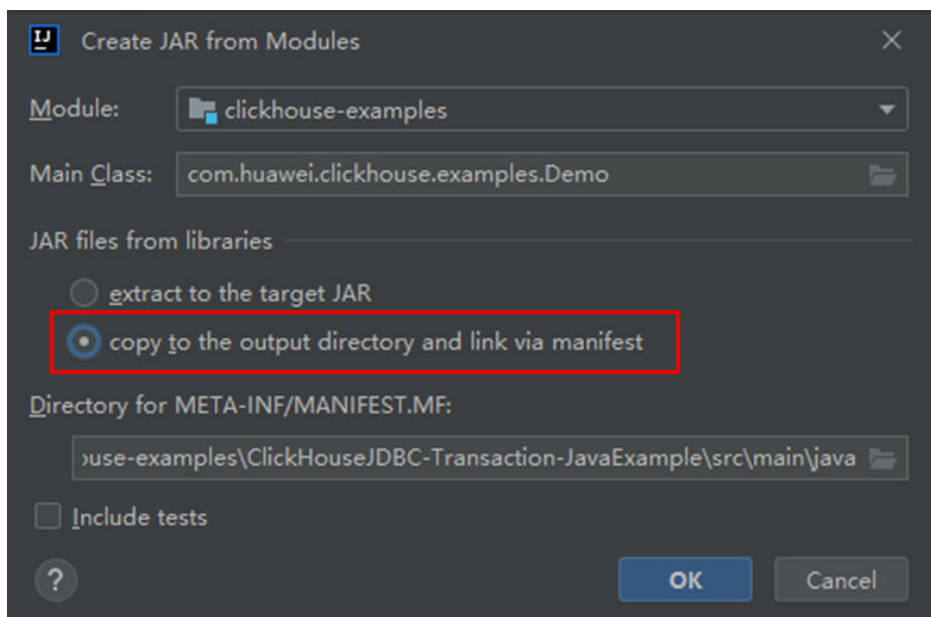 IJ
Create JAR from Modules
Module: clickhouse-examples
Main Class: com.huawei.clickhouse.examples.Demo
JAR files from libraries
extract to the target JAR
copy to the output directory and link via manifest
Directory for META-INF/MANIFEST.MF:
ouse-examples\ClickHouseJDBC-Transaction-JavaExample\src\main\java
Include tests
? OK Cancel